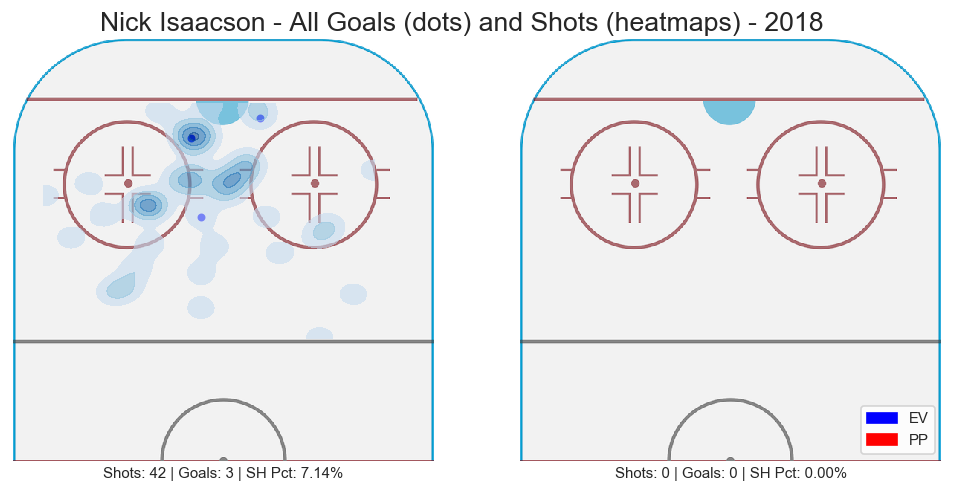 Nick Isaacson - All Goals (dots) and Shots (heatmaps) - 2018
EV
PP
Shots: 42 | Goals: 3 | SH Pct: 7.14%
Shots: 0 | Goals: 0 | SH Pct: 0.00%